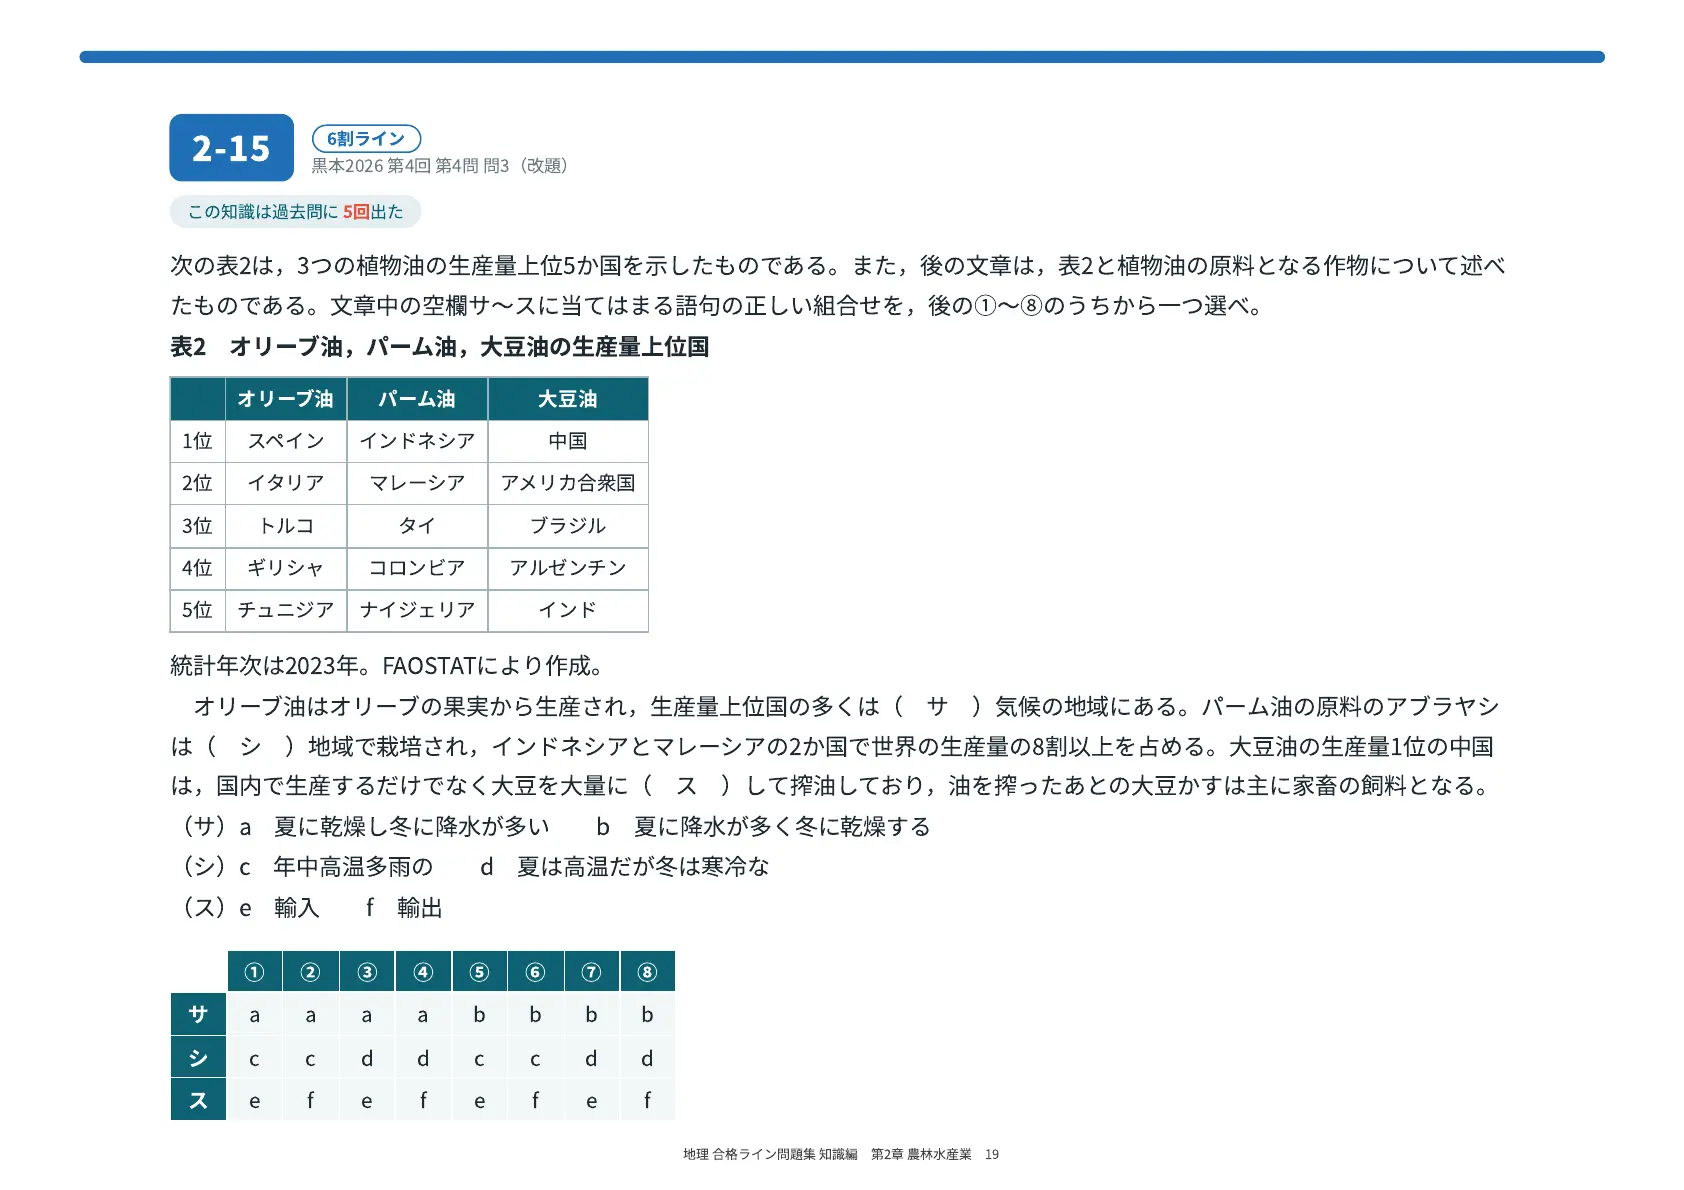 2-15
6割ライン
黒本2026 第4回 第4問 問3（改題）
この知識は過去問に 5回出た
次の表2は，3つの植物油の生産量上位5か国を示したものである。また，後の文章は，表2と植物油の原料となる作物について述べ
たものである。文章中の空欄サ～スに当てはまる語句の正しい組合せを，後の①～⑧のうちから一つ選べ。
表2　オリーブ油，パーム油，大豆油の生産量上位国
オリーブ油 パーム油 大豆油
1位 スペイン インドネシア 中国
2位 イタリア マレーシア アメリカ合衆国
3位 トルコ タイ ブラジル
4位 ギリシャ コロンビア アルゼンチン
5位 チュニジア ナイジェリア インド
統計年次は2023年。FAOSTATにより作成。
オリーブ油はオリーブの果実から生産され，生産量上位国の多くは（　サ　）気候の地域にある。パーム油の原料のアブラヤシ
は（　シ　）地域で栽培され，インドネシアとマレーシアの2か国で世界の生産量の8割以上を占める。大豆油の生産量1位の中国
は，国内で生産するだけでなく大豆を大量に（　ス　）して搾油しており，油を搾ったあとの大豆かすは主に家畜の飼料となる。
（サ）a　夏に乾燥し冬に降水が多い　　b　夏に降水が多く冬に乾燥する
（シ）c　年中高温多雨の　　d　夏は高温だが冬は寒冷な
（ス）e　輸入　　f　輸出
① ② ③ ④ ⑤ ⑥ ⑦ ⑧
サ a a a a b b b b
シ c c d d c c d d
ス e f e f e f e f
地理 合格ライン問題集 知識編　第2章 農林水産業　19